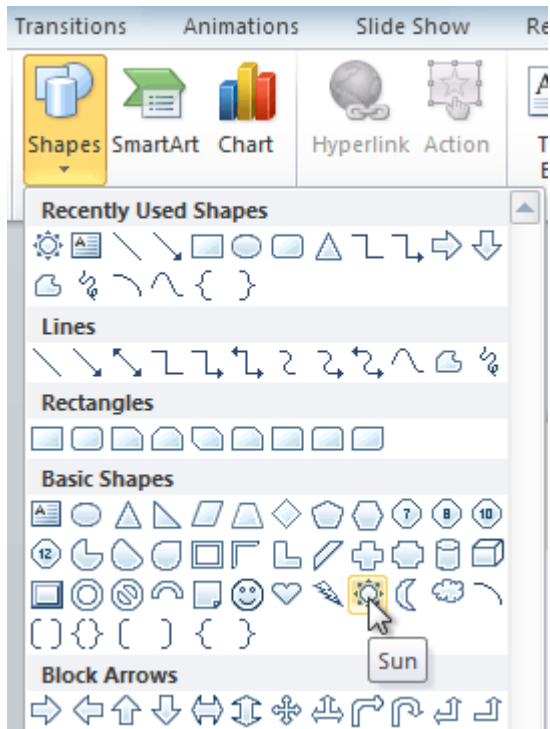 Transitions Animations Slide Show Re
Shapes SmartArt Chart Hyperlink Action T
E
Recently Used Shapes
Lines
Rectangles
Basic Shapes
7 8 10
12
Sun
Block Arrows